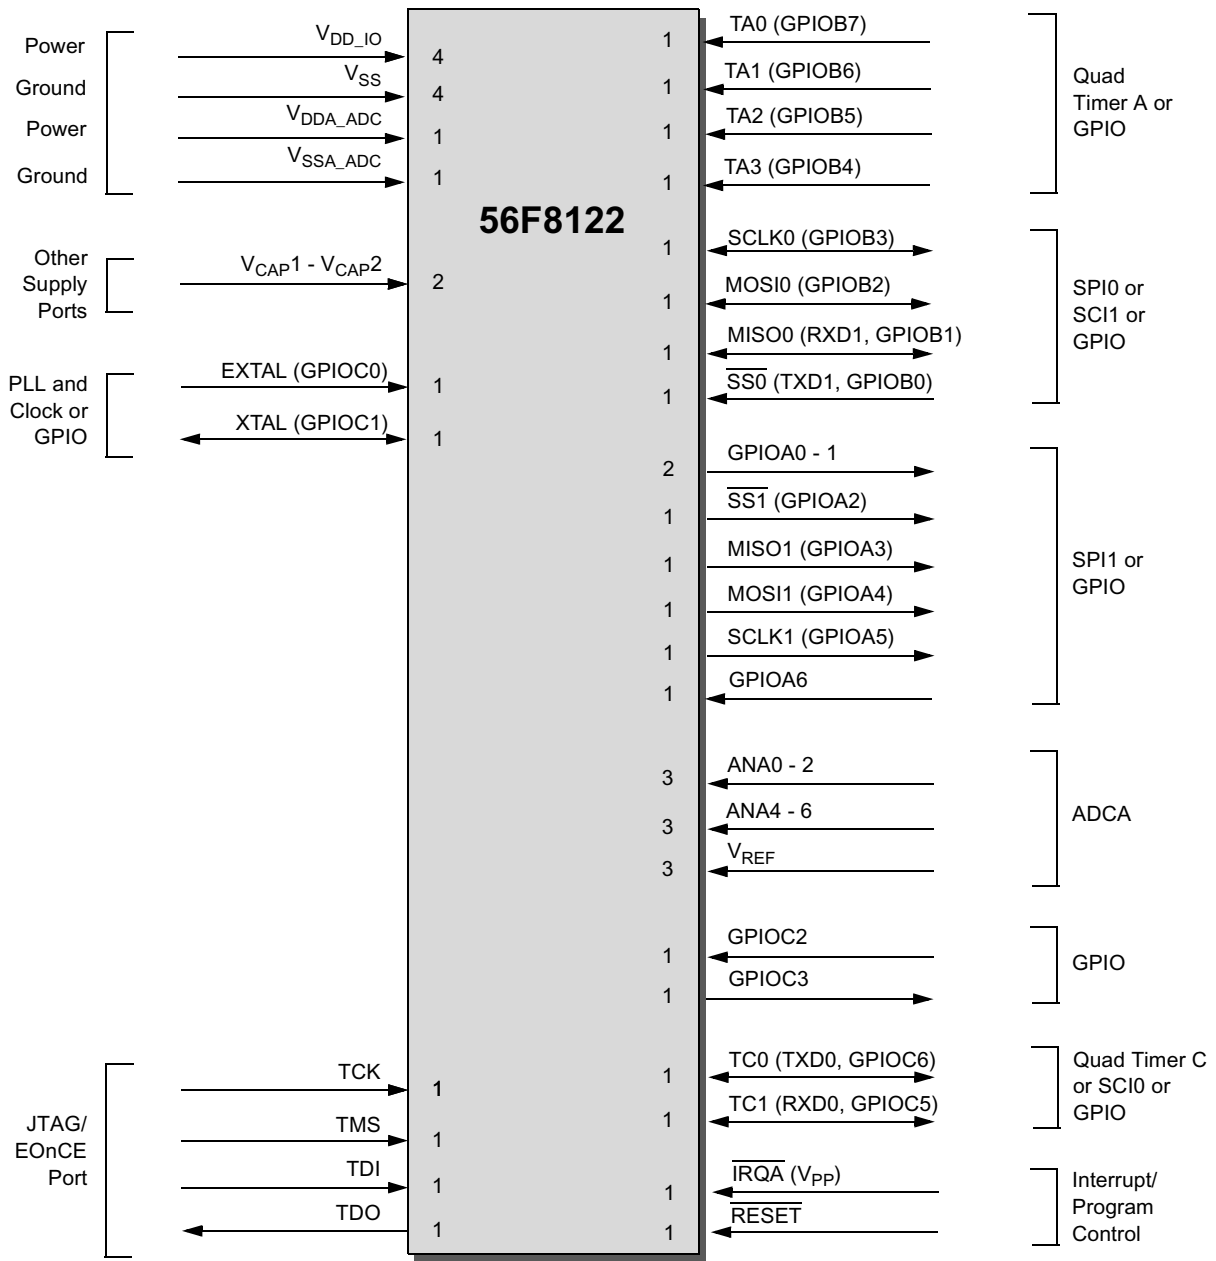 56F8122
Power
V_DD_IO
4
Ground
V_SS
4
Power
V_DDA_ADC
1
Ground
V_SSA_ADC
1
Other
Supply
Ports
V_CAP1 - V_CAP2
2
PLL and
Clock or
GPIO
EXTAL (GPIOC0)
1
XTAL (GPIOC1)
1
JTAG/
EOnCE
Port
TCK
1
TMS
1
TDI
1
TDO
1
1
TA0 (GPIOB7)
1
TA1 (GPIOB6)
1
TA2 (GPIOB5)
1
TA3 (GPIOB4)
Quad
Timer A or
GPIO
1
SCLK0 (GPIOB3)
1
MOSI0 (GPIOB2)
1
MISO0 (RXD1, GPIOB1)
1
S̅S̅0̅ (TXD1, GPIOB0)
SPI0 or
SCI1 or
GPIO
2
GPIOA0 - 1
1
S̅S̅1̅ (GPIOA2)
1
MISO1 (GPIOA3)
1
MOSI1 (GPIOA4)
1
SCLK1 (GPIOA5)
1
GPIOA6
SPI1 or
GPIO
3
ANA0 - 2
3
ANA4 - 6
3
V_REF
ADCA
1
GPIOC2
1
GPIOC3
GPIO
1
TC0 (TXD0, GPIOC6)
1
TC1 (RXD0, GPIOC5)
Quad Timer C
or SCI0 or
GPIO
1
I̅R̅Q̅A̅ (V_PP)
1
R̅E̅S̅E̅T̅
Interrupt/
Program
Control